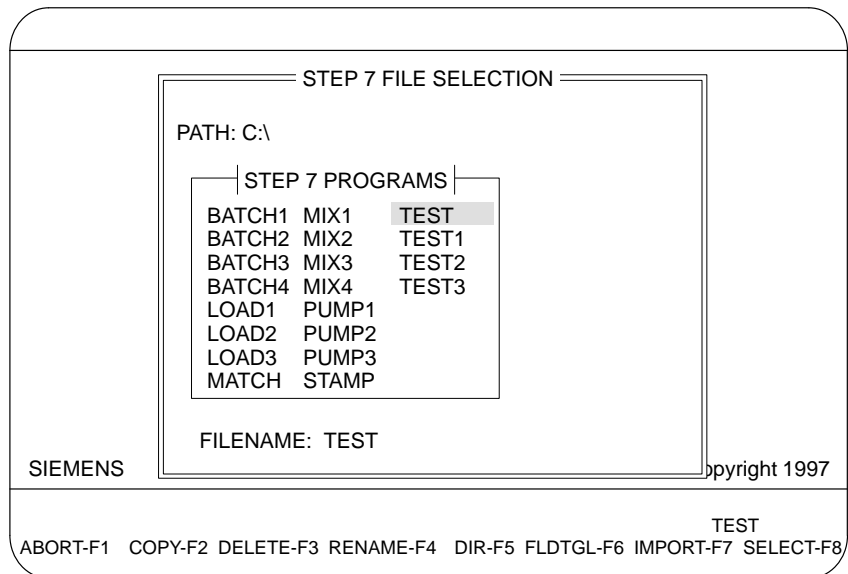 STEP 7 FILE SELECTION
PATH: C:\
STEP 7 PROGRAMS
BATCH1 MIX1 TEST
BATCH2 MIX2 TEST1
BATCH3 MIX3 TEST2
BATCH4 MIX4 TEST3
LOAD1 PUMP1
LOAD2 PUMP2
LOAD3 PUMP3
MATCH STAMP
FILENAME: TEST
SIEMENS opyright 1997
TEST
ABORT-F1 COPY-F2 DELETE-F3 RENAME-F4 DIR-F5 FLDTGL-F6 IMPORT-F7 SELECT-F8